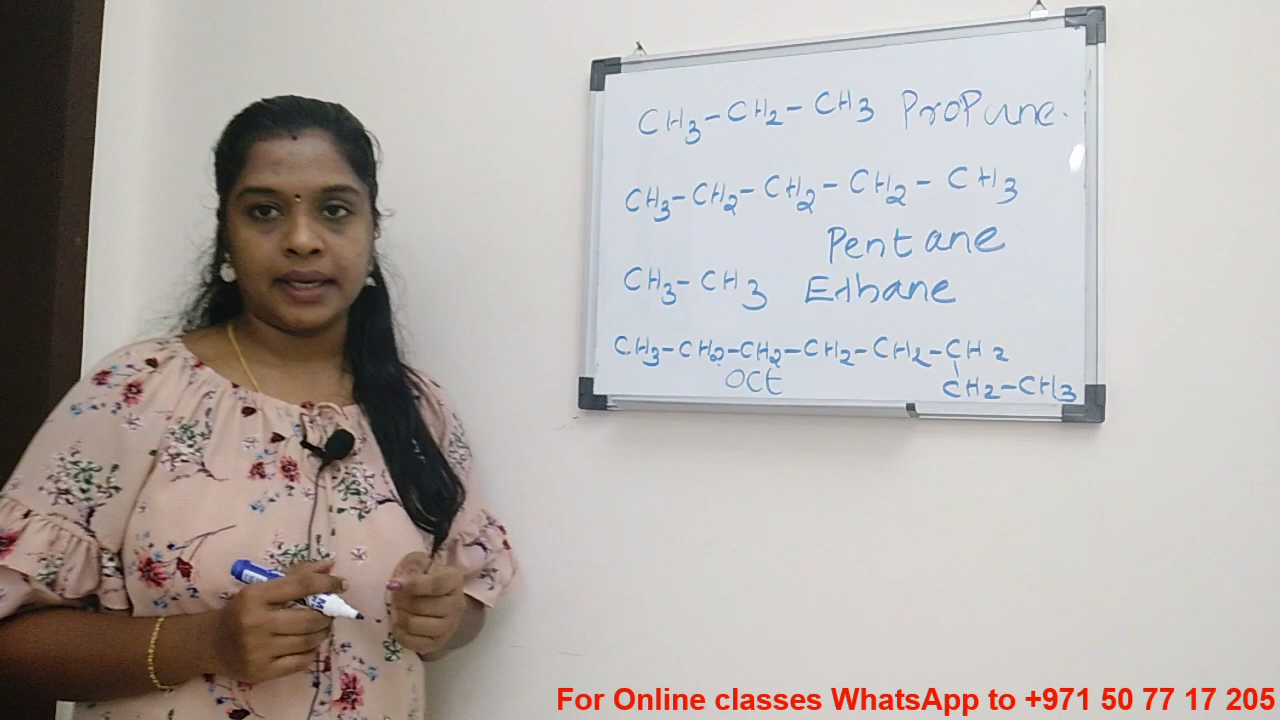 CH3-CH2-CH3 Propane.
CH3-CH2-CH2-CH2-CH3
Pentane
CH3-CH3 Ethane
CH3-CH2-CH2-CH2-CH2-CH2
CH2-CH3
Oct
For Online classes WhatsApp to +971 50 77 17 205